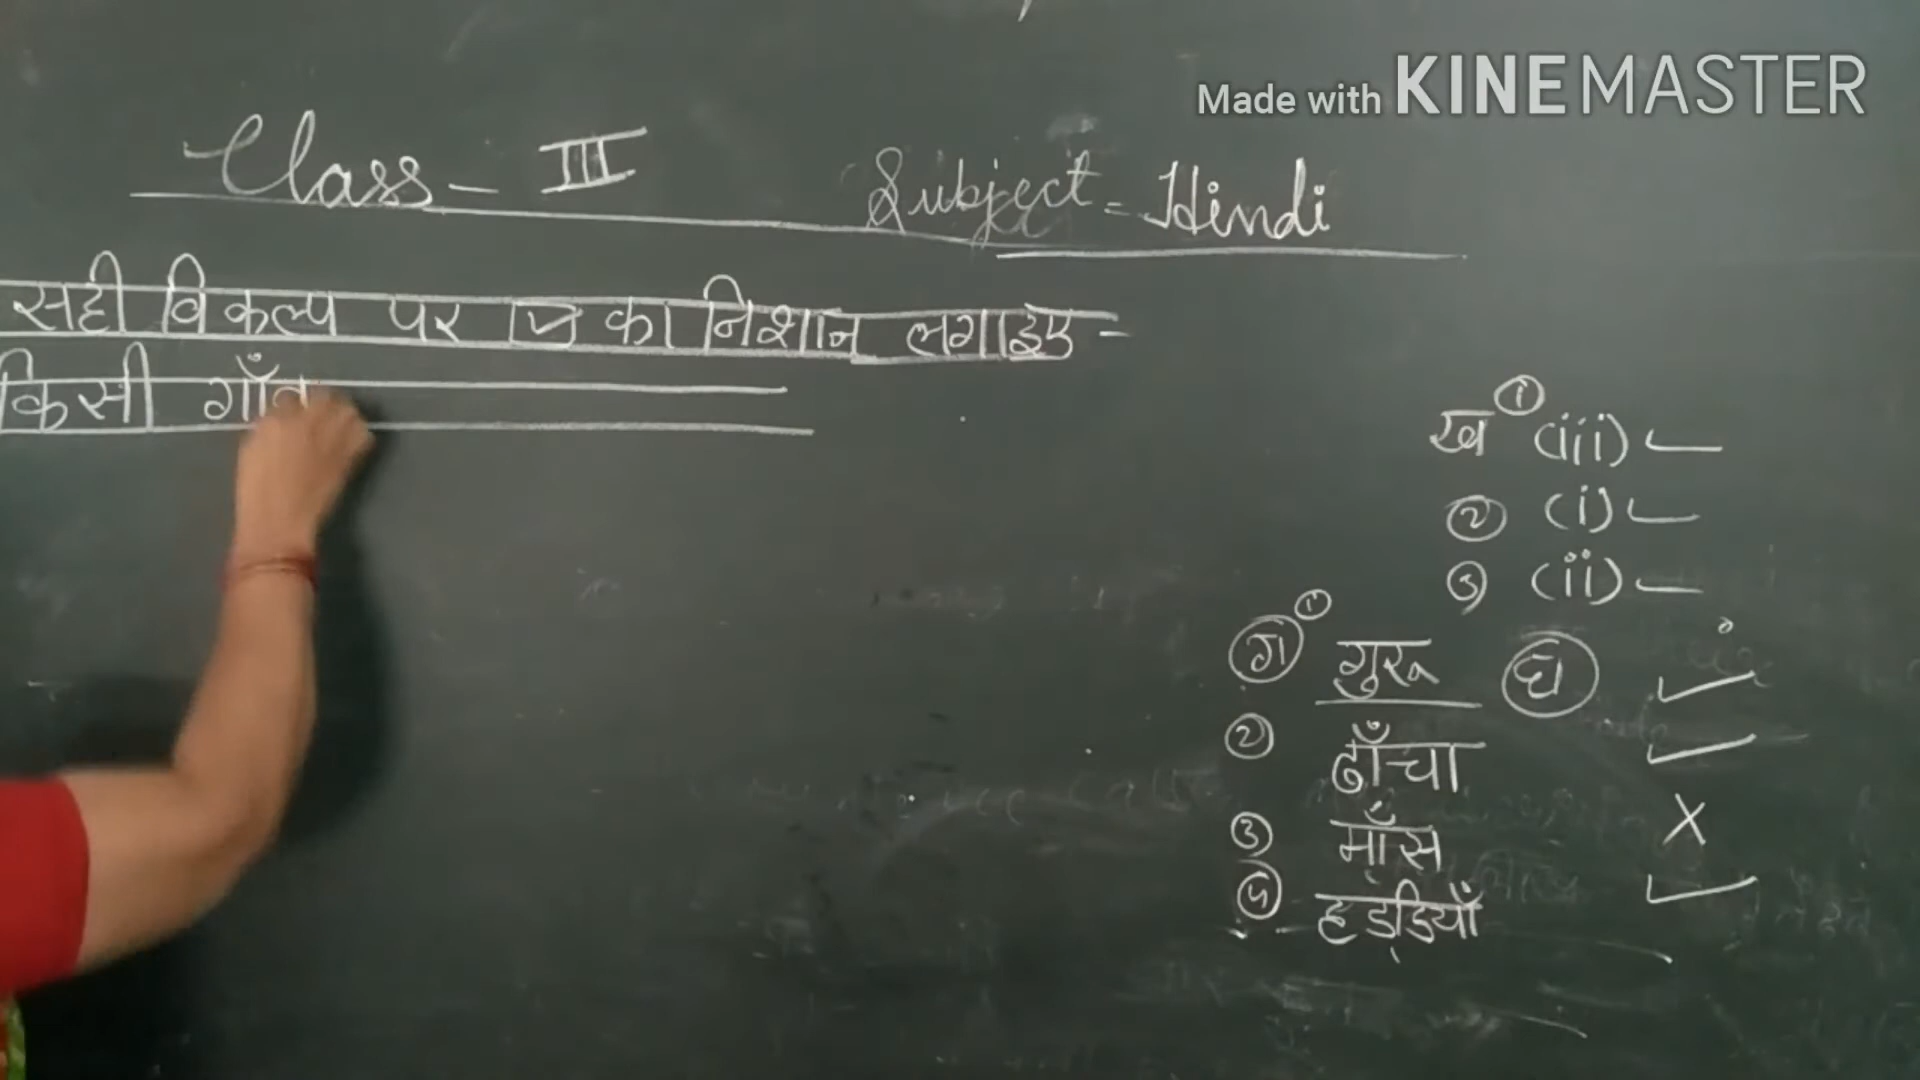 Made with KINEMASTER
Class - III Subject = Hindi
सही विकल्प पर ✓ का निशान लगाइए -
किसी गाँव
ख ① (iii) ✓
② (i) ✓
③ (ii) ✓
ग ① गुरू घ ✓
② ढाँचा ✓
③ माँस ✗
④ हड्डियाँ ✓